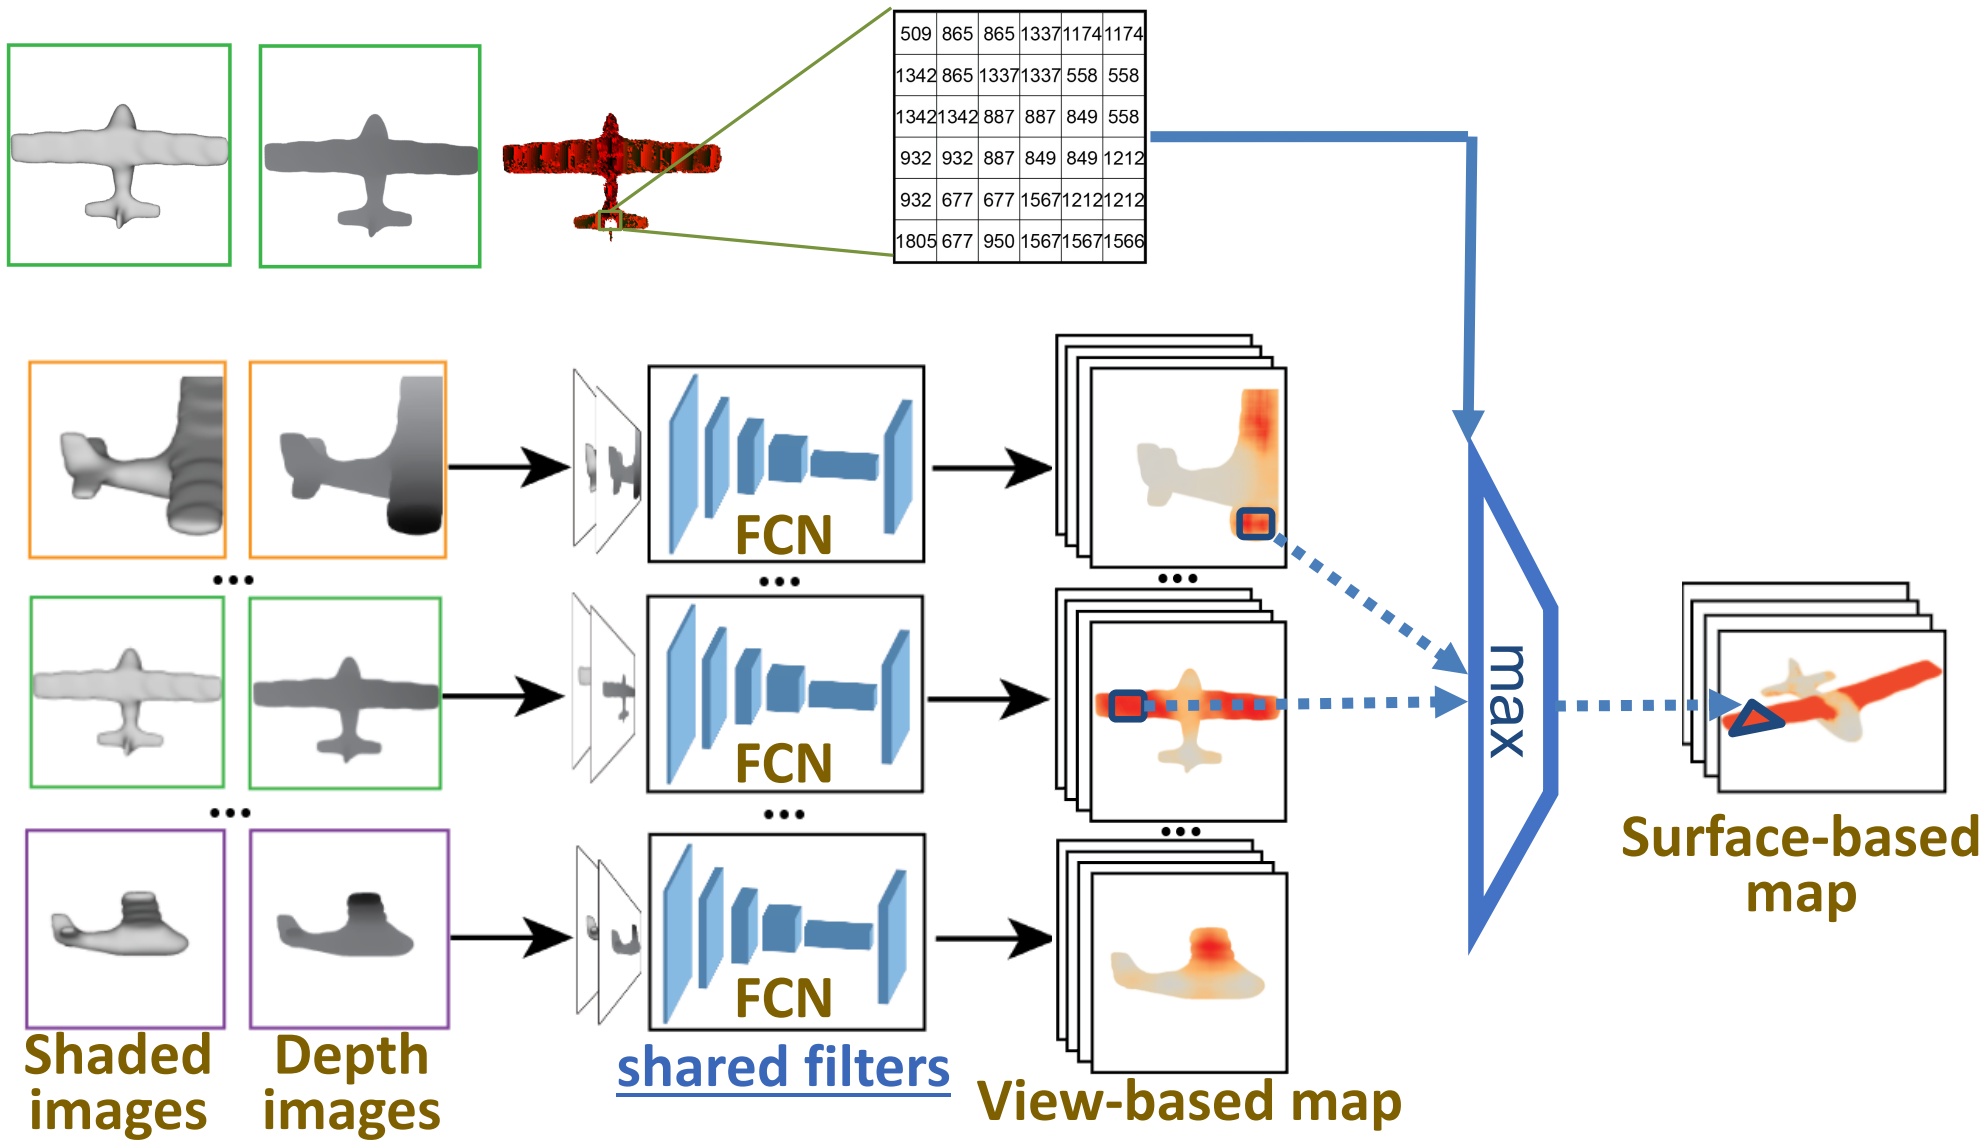 509 865 865 1337 1174 1174
1342 865 1337 1337 558 558
1342 1342 887 887 849 558
932 932 887 849 849 1212
932 677 677 1567 1212 1212
1805 677 950 1567 1567 1566
FCN
...
...
...
FCN
max
...
...
...
Surface-based
map
FCN
Shaded
images
Depth
images
shared filters
View-based map